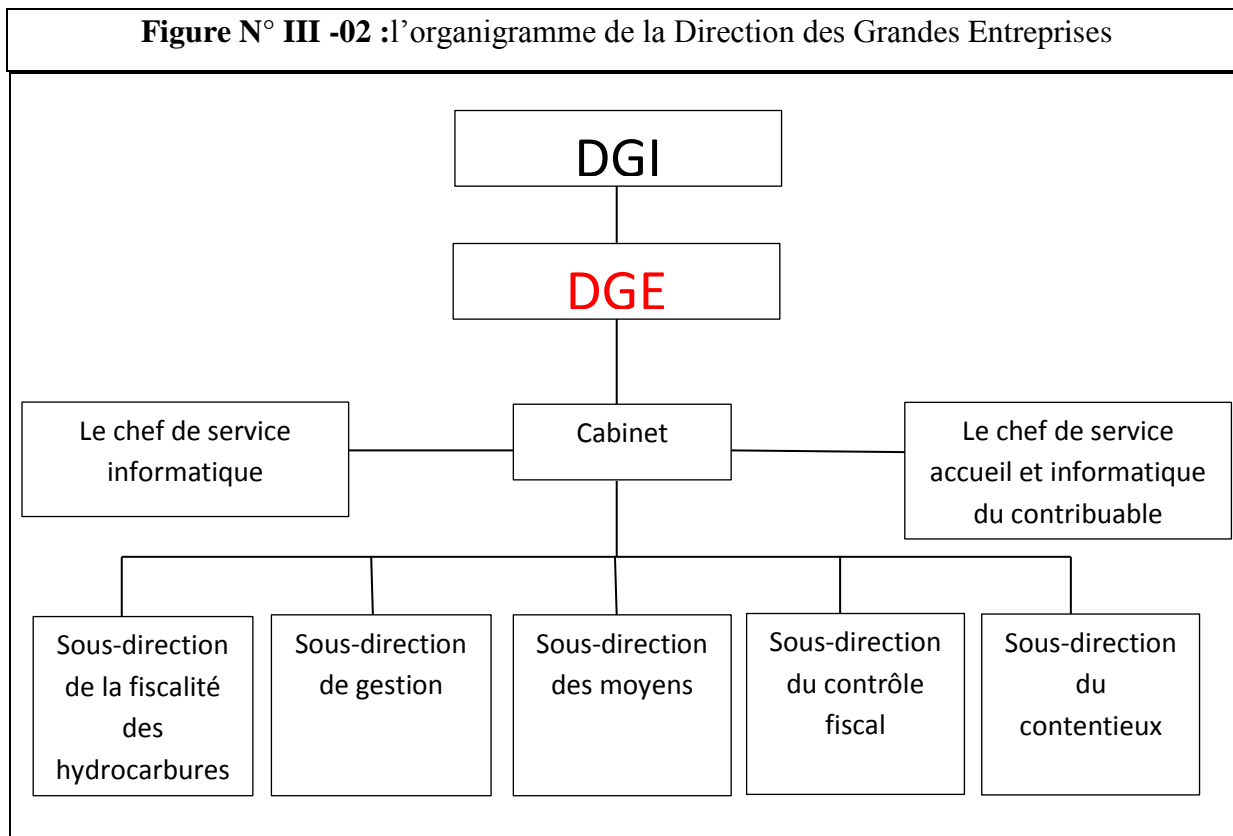 Figure N° III -02 :l’organigramme de la Direction des Grandes Entreprises
DGI
DGE
Le chef de service
informatique
Cabinet
Le chef de service
accueil et informatique
du contribuable
Sous-direction
de la fiscalité
des
hydrocarbures
Sous-direction
de gestion
Sous-direction
des moyens
Sous-direction
du contrôle
fiscal
Sous-direction
du
contentieux